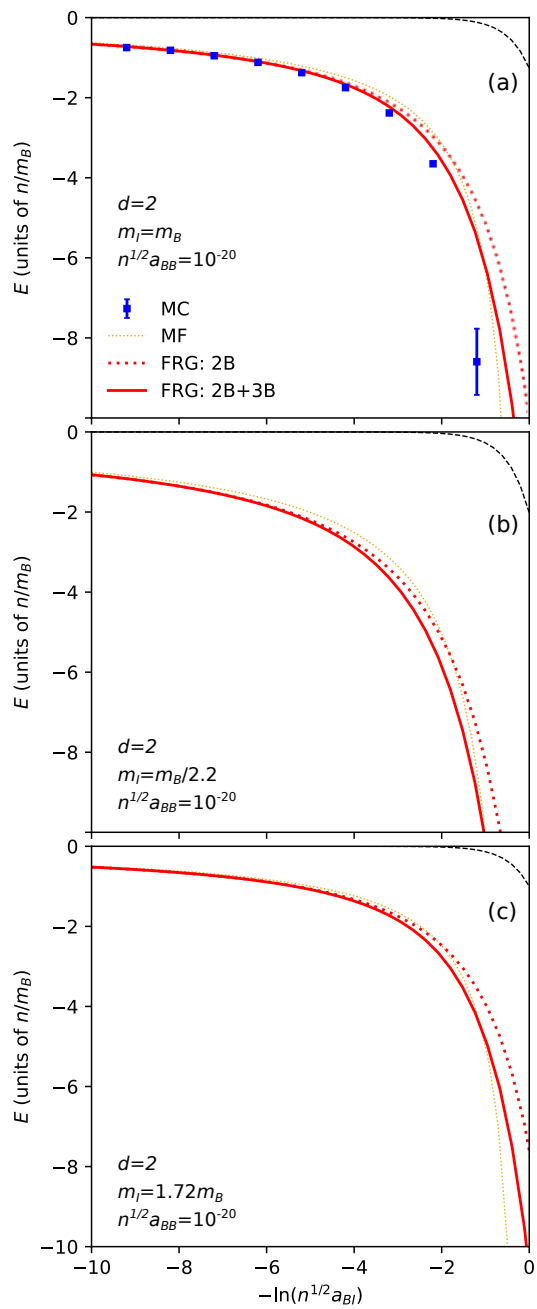 0
−2
−4
−6
−8
E (units of n/m_B)
(a)
d=2
m_I=m_B
n^{1/2}a_{BB}=10^{-20}
MC
MF
FRG: 2B
FRG: 2B+3B
0
−2
−4
−6
−8
E (units of n/m_B)
(b)
d=2
m_I=m_B/2.2
n^{1/2}a_{BB}=10^{-20}
0
−2
−4
−6
−8
−10
E (units of n/m_B)
(c)
d=2
m_I=1.72m_B
n^{1/2}a_{BB}=10^{-20}
−10 −8 −6 −4 −2 0
−ln(n^{1/2}a_{BI})